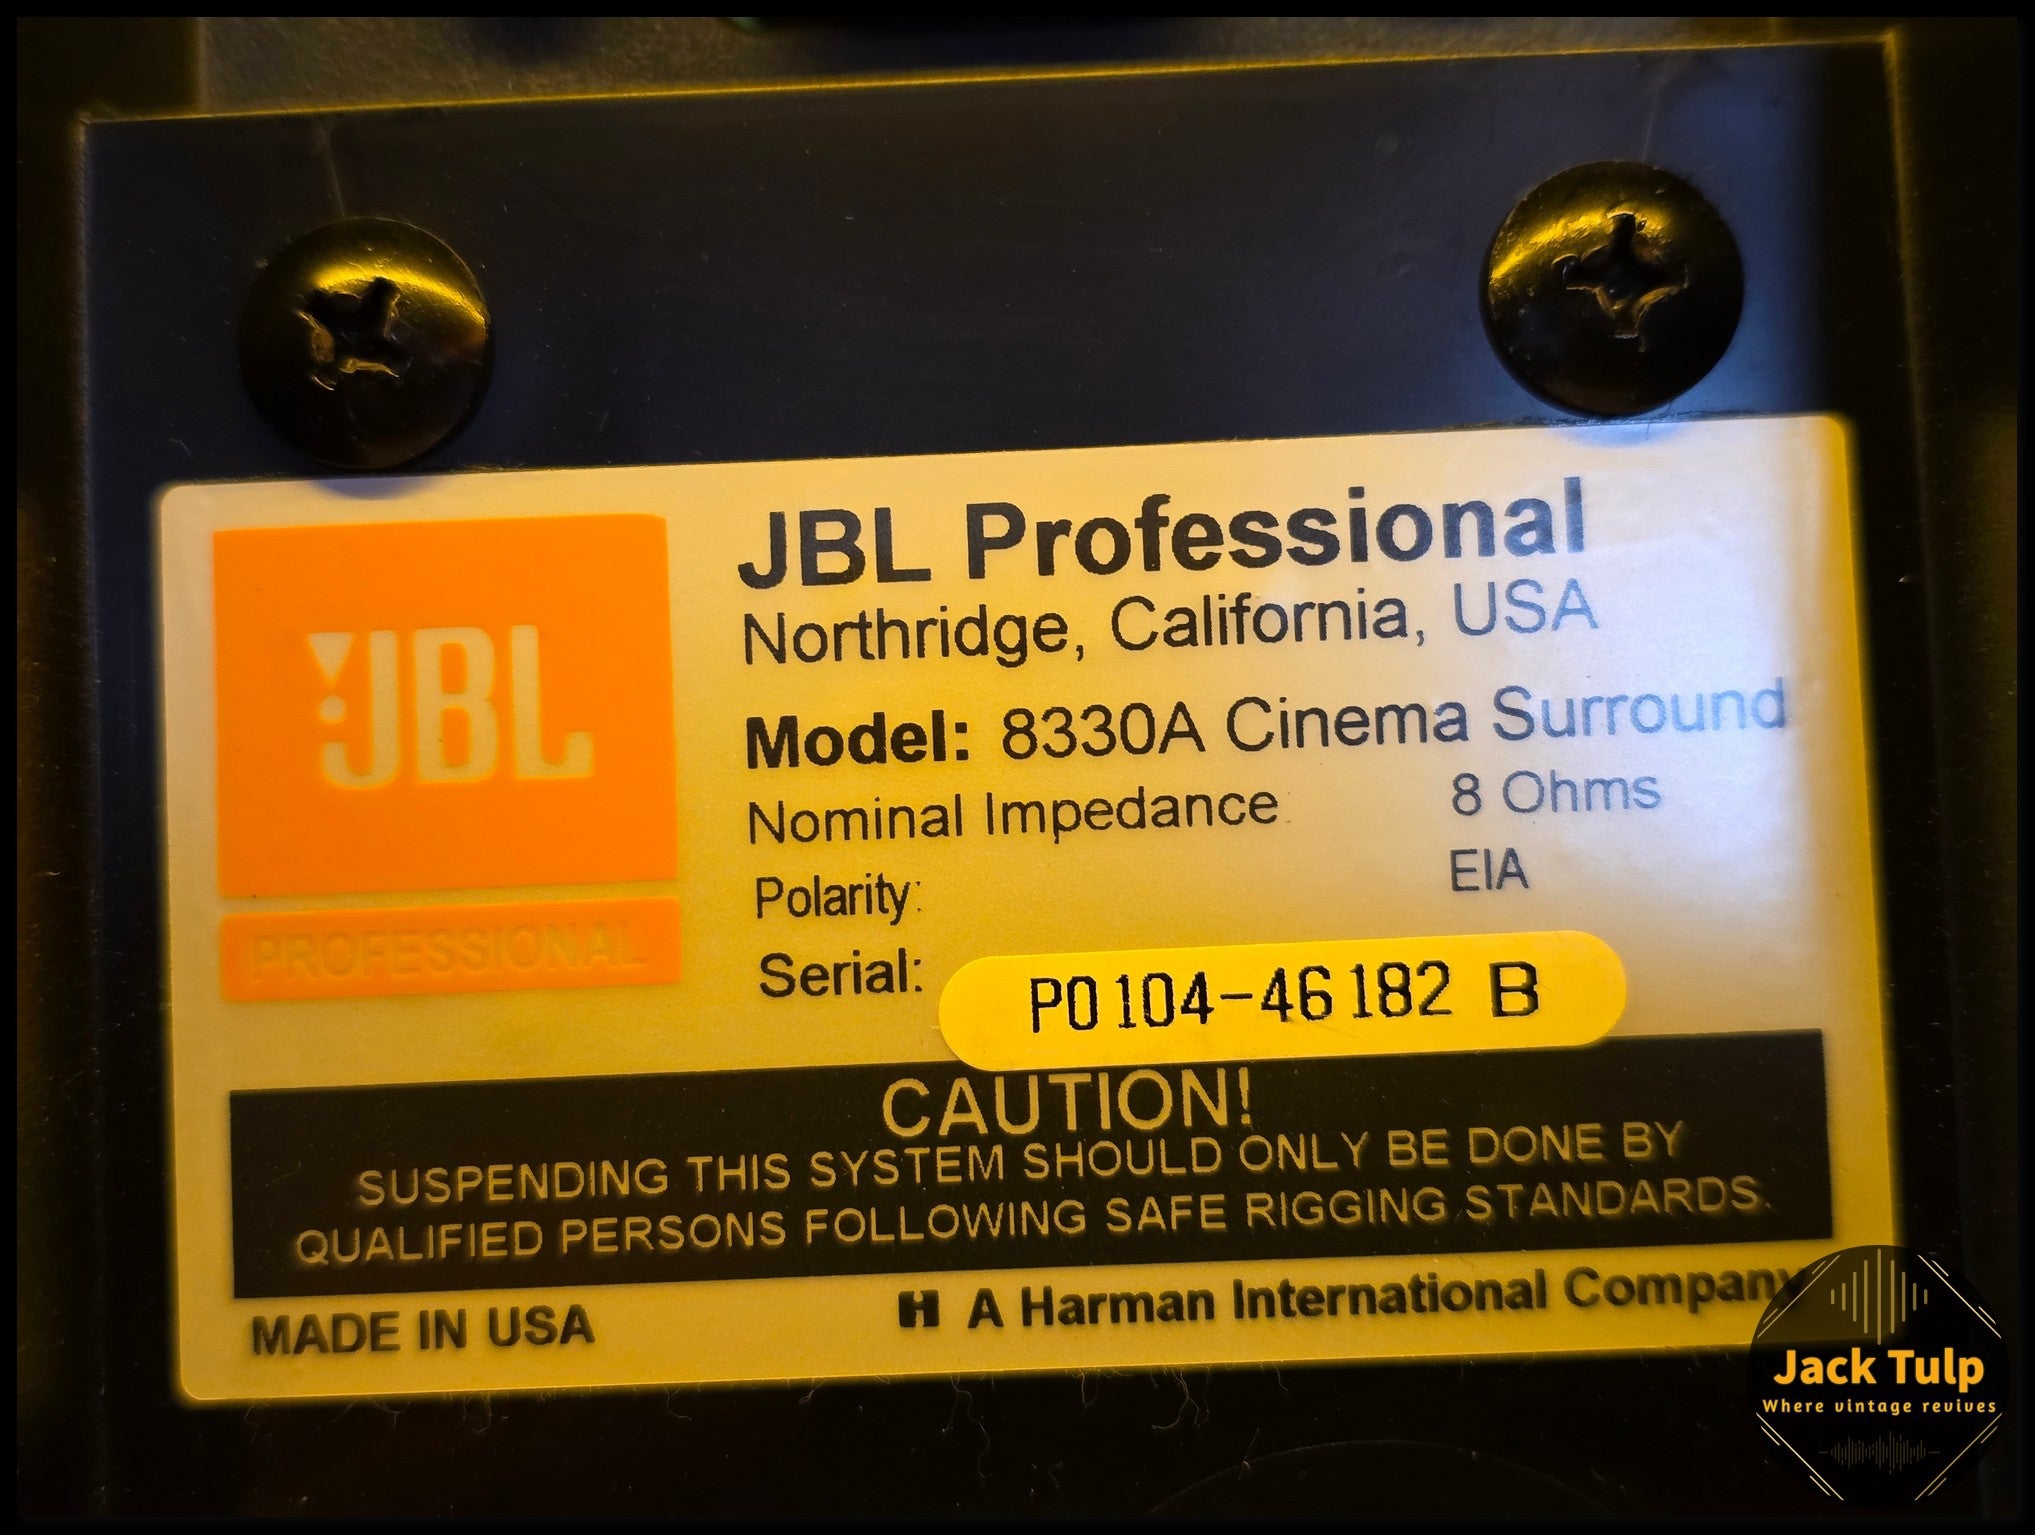 JBL
PROFESSIONAL
JBL Professional
Northridge, California, USA
Model: 8330A Cinema Surround
Nominal Impedance 8 Ohms
Polarity: EIA
Serial: P0104-46182 B
CAUTION!
SUSPENDING THIS SYSTEM SHOULD ONLY BE DONE BY
QUALIFIED PERSONS FOLLOWING SAFE RIGGING STANDARDS.
MADE IN USA
H A Harman International Company
Jack Tulp
Where vintage revives